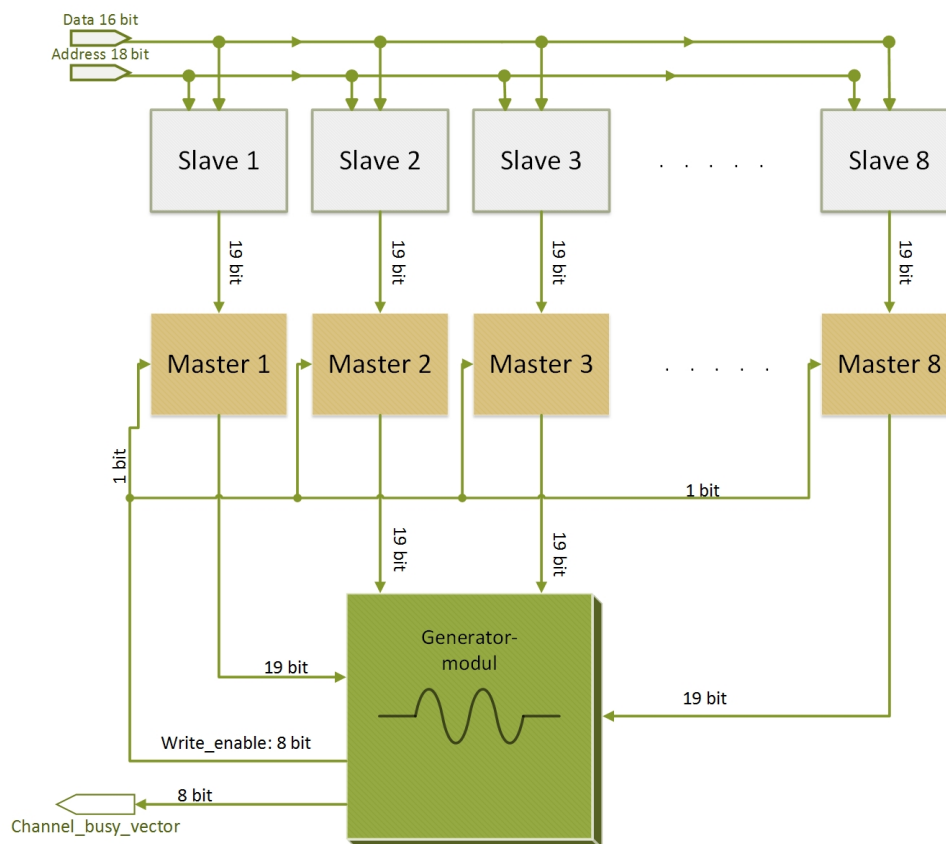 Data 16 bit
Address 18 bit
Slave 1
Slave 2
Slave 3
. . . . .
Slave 8
19 bit
19 bit
19 bit
19 bit
Master 1
Master 2
Master 3
. . . . .
Master 8
1 bit
1 bit
19 bit
19 bit
Generator-
modul
19 bit
19 bit
Write_enable: 8 bit
8 bit
Channel_busy_vector